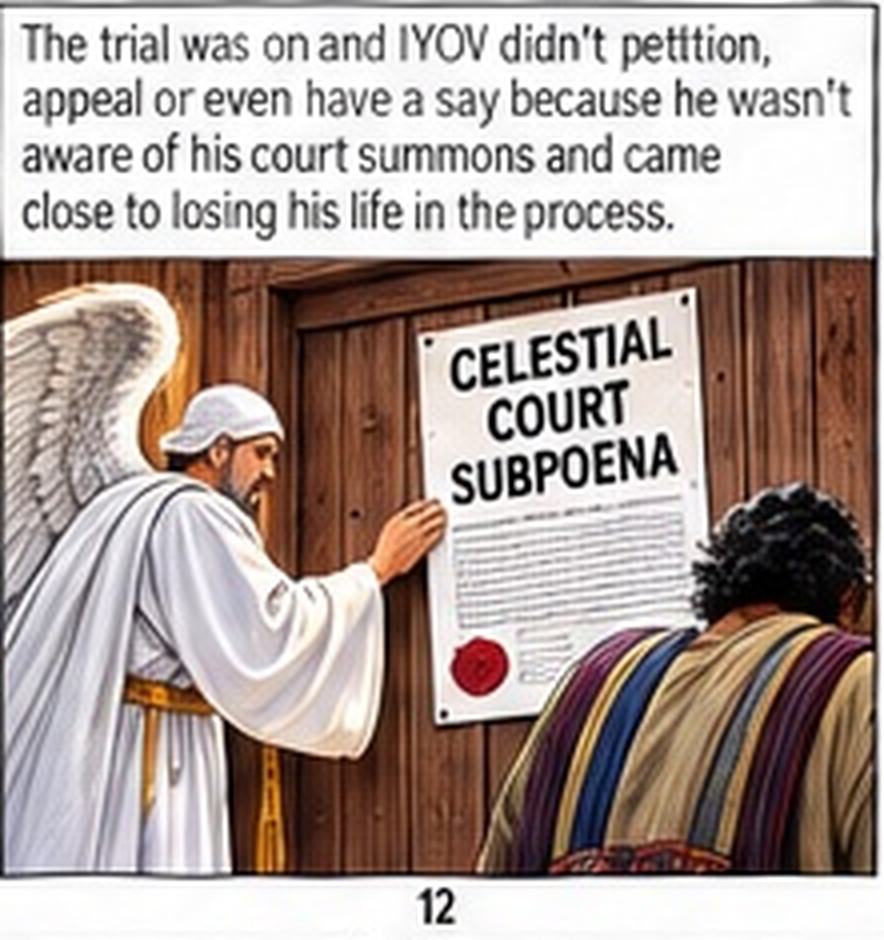 The trial was on and IYOV didn't pettion,
appeal or even have a say because he wasn't
aware of his court summons and came
close to losing his life in the process.
CELESTIAL
COURT
SUBPOENA
12